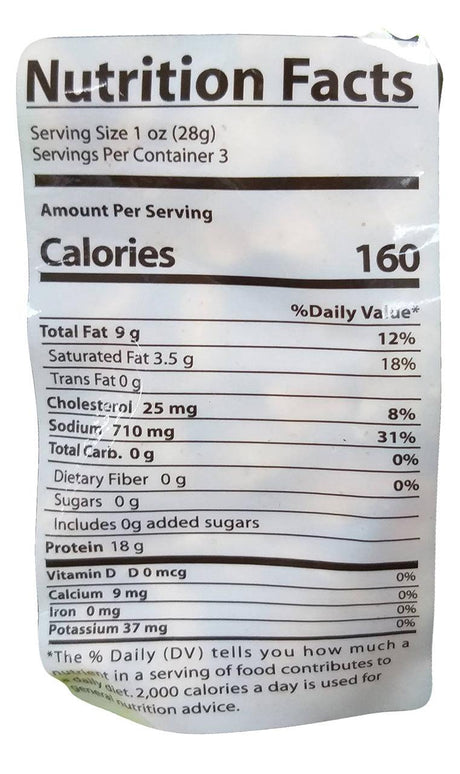 Nutrition Facts
Serving Size 1 oz (28g)
Servings Per Container 3
Amount Per Serving
Calories 160
%Daily Value*
Total Fat 9 g 12%
Saturated Fat 3.5 g 18%
Trans Fat 0 g
Cholesterol 25 mg 8%
Sodium 710 mg 31%
Total Carb. 0 g 0%
Dietary Fiber 0 g 0%
Sugars 0 g
Includes 0g added sugars
Protein 18 g
Vitamin D D 0 mcg 0%
Calcium 9 mg 0%
Iron 0 mg 0%
Potassium 37 mg 0%
*The % Daily (DV) tells you how much a
nutrient in a serving of food contributes to
a daily diet. 2,000 calories a day is used for
general nutrition advice.